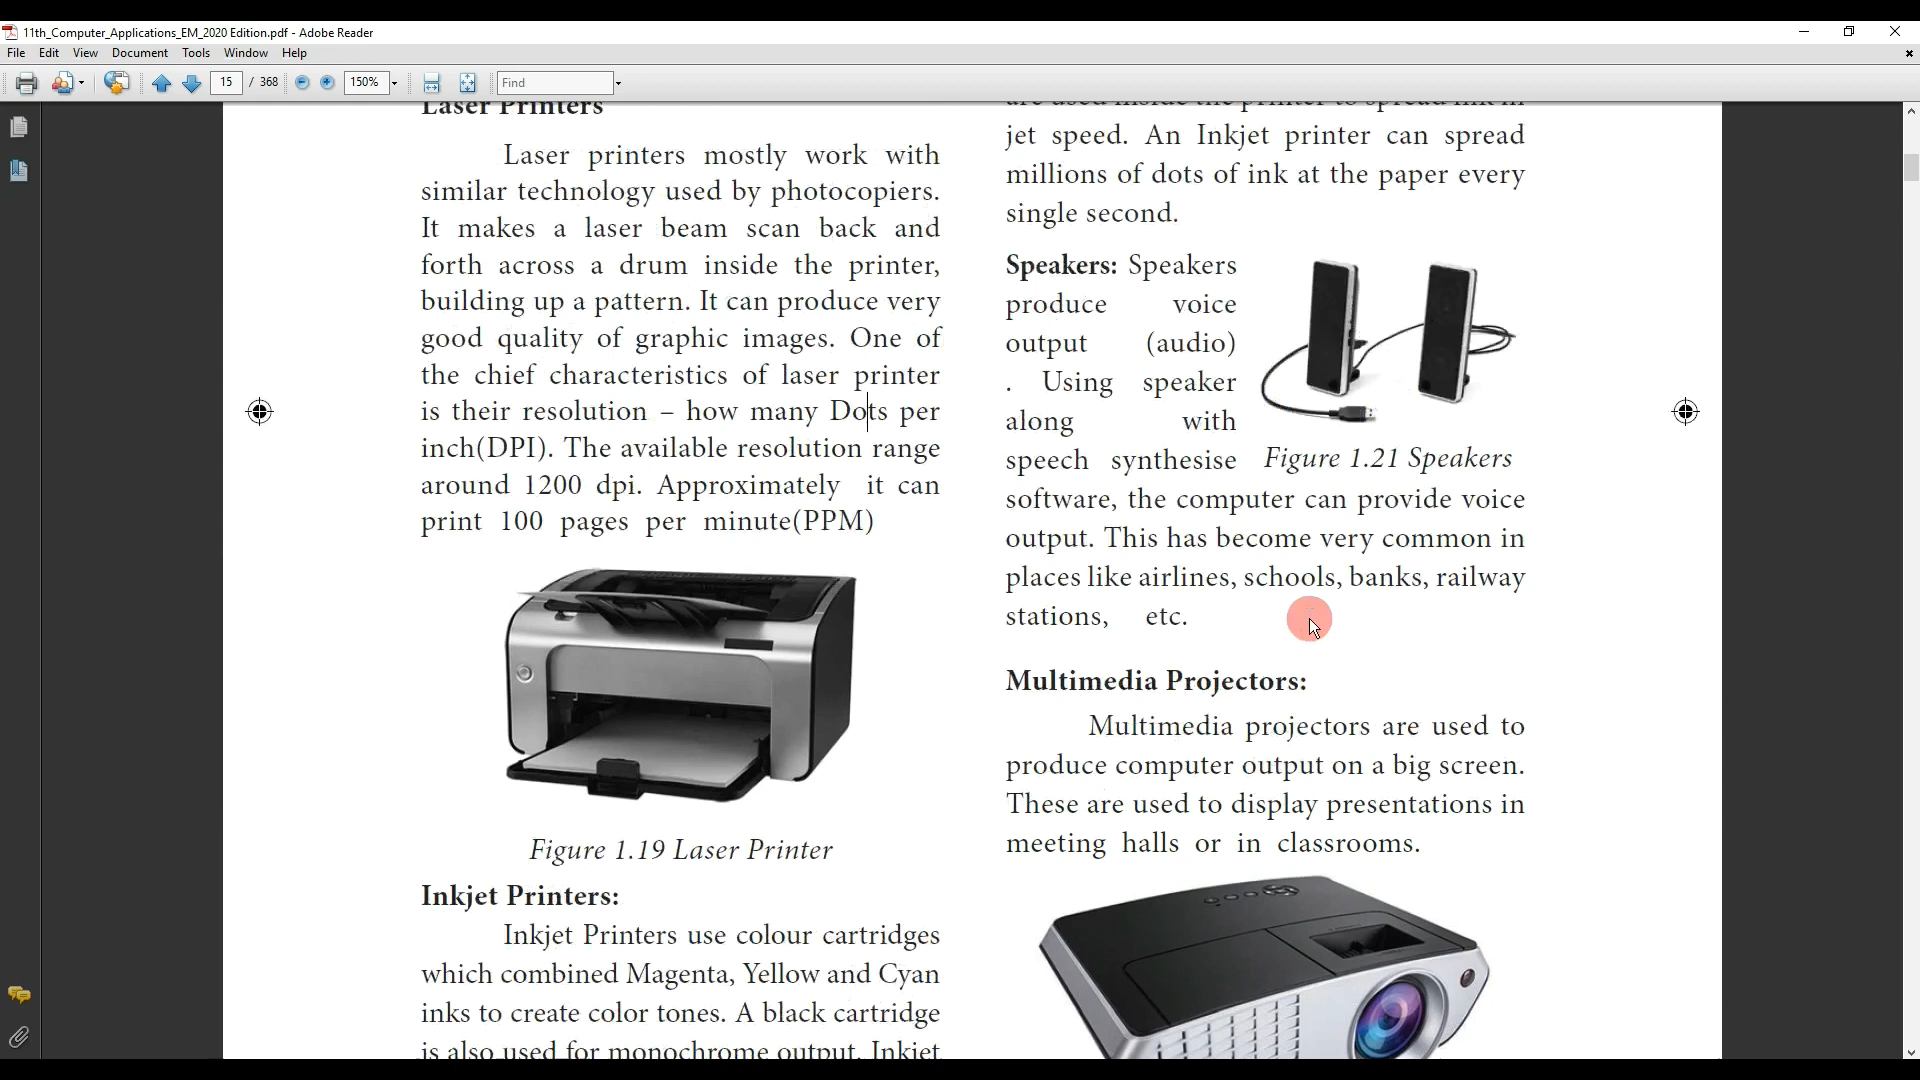 11th_Computer_Applications_EM_2020 Edition.pdf - Adobe Reader
File Edit View Document Tools Window Help
15 / 368 150% Find
Laser Printers
Laser printers mostly work with
similar technology used by photocopiers.
It makes a laser beam scan back and
forth across a drum inside the printer,
building up a pattern. It can produce very
good quality of graphic images. One of
the chief characteristics of laser printer
is their resolution – how many Dots per
inch(DPI). The available resolution range
around 1200 dpi. Approximately it can
print 100 pages per minute(PPM)
Figure 1.19 Laser Printer
Inkjet Printers:
Inkjet Printers use colour cartridges
which combined Magenta, Yellow and Cyan
inks to create color tones. A black cartridge
is also used for monochrome output. Inkjet
are used inside the printer to spread ink in
jet speed. An Inkjet printer can spread
millions of dots of ink at the paper every
single second.
Speakers: Speakers
produce voice
output (audio)
. Using speaker
along with
speech synthesise
Figure 1.21 Speakers
software, the computer can provide voice
output. This has become very common in
places like airlines, schools, banks, railway
stations, etc.
Multimedia Projectors:
Multimedia projectors are used to
produce computer output on a big screen.
These are used to display presentations in
meeting halls or in classrooms.